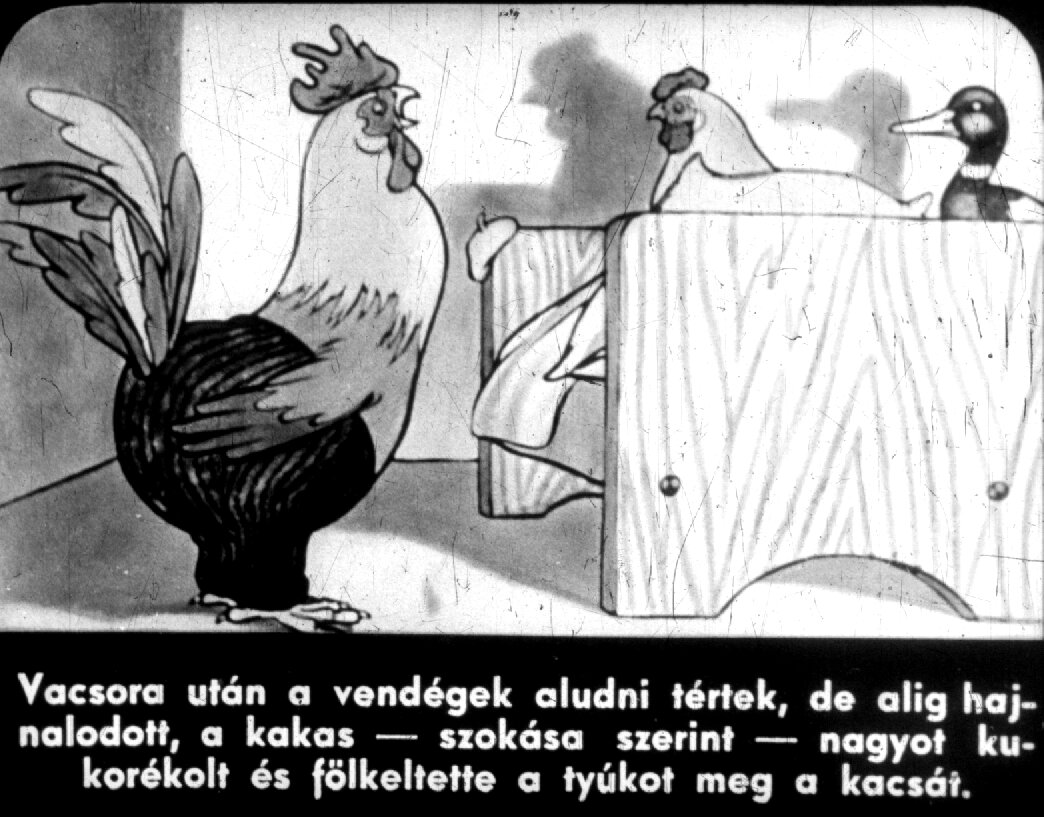 Vacsora után a vendégek aludni tértek, de alig haj-
nalodott, a kakas — szokása szerint — nagyot ku-
korékolt és fölkeltette a tyúkot meg a kacsát.